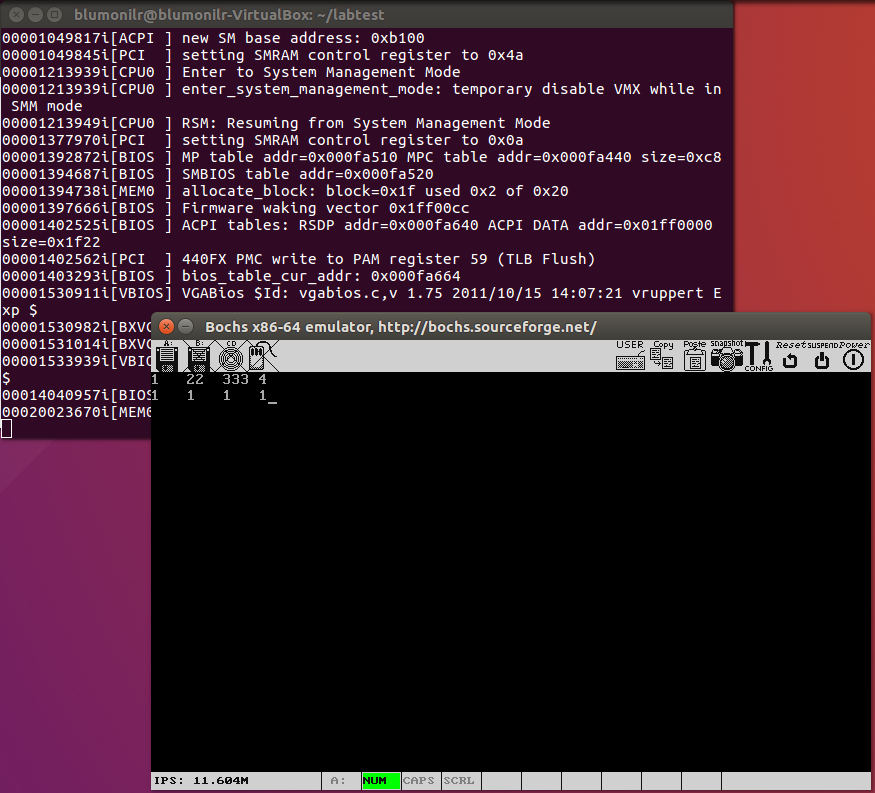 blumonilr@blumonilr-VirtualBox: ~/labtest
00001049817i[ACPI ] new SM base address: 0xb100
00001049845i[PCI  ] setting SMRAM control register to 0x4a
00001213939i[CPU0 ] Enter to System Management Mode
00001213939i[CPU0 ] enter_system_management_mode: temporary disable VMX while in
 SMM mode
00001213949i[CPU0 ] RSM: Resuming from System Management Mode
00001377970i[PCI  ] setting SMRAM control register to 0x0a
00001392872i[BIOS ] MP table addr=0x000fa510 MPC table addr=0x000fa440 size=0xc8
00001394687i[BIOS ] SMBIOS table addr=0x000fa520
00001394738i[MEM0 ] allocate_block: block=0x1f used 0x2 of 0x20
00001397666i[BIOS ] Firmware waking vector 0x1ff00cc
00001402525i[BIOS ] ACPI tables: RSDP addr=0x000fa640 ACPI DATA addr=0x01ff0000
size=0x1f22
00001402562i[PCI  ] 440FX PMC write to PAM register 59 (TLB Flush)
00001403293i[BIOS ] bios_table_cur_addr: 0x000fa664
00001530911i[VBIOS] VGABios $Id: vgabios.c,v 1.75 2011/10/15 14:07:21 vruppert E
xp $
00001530982i[BXVG
00001531014i[BXVG
00001533939i[VBIO
$
00014040957i[BIOS
00020023670i[MEM0
Bochs x86-64 emulator, http://bochs.sourceforge.net/
A: B: CD USER Copy Paste Snapshot CONFIG Reset SUSPEND Power
1   22  333 4
1   1   1   1_
IPS: 11.604M A: NUM CAPS SCRL